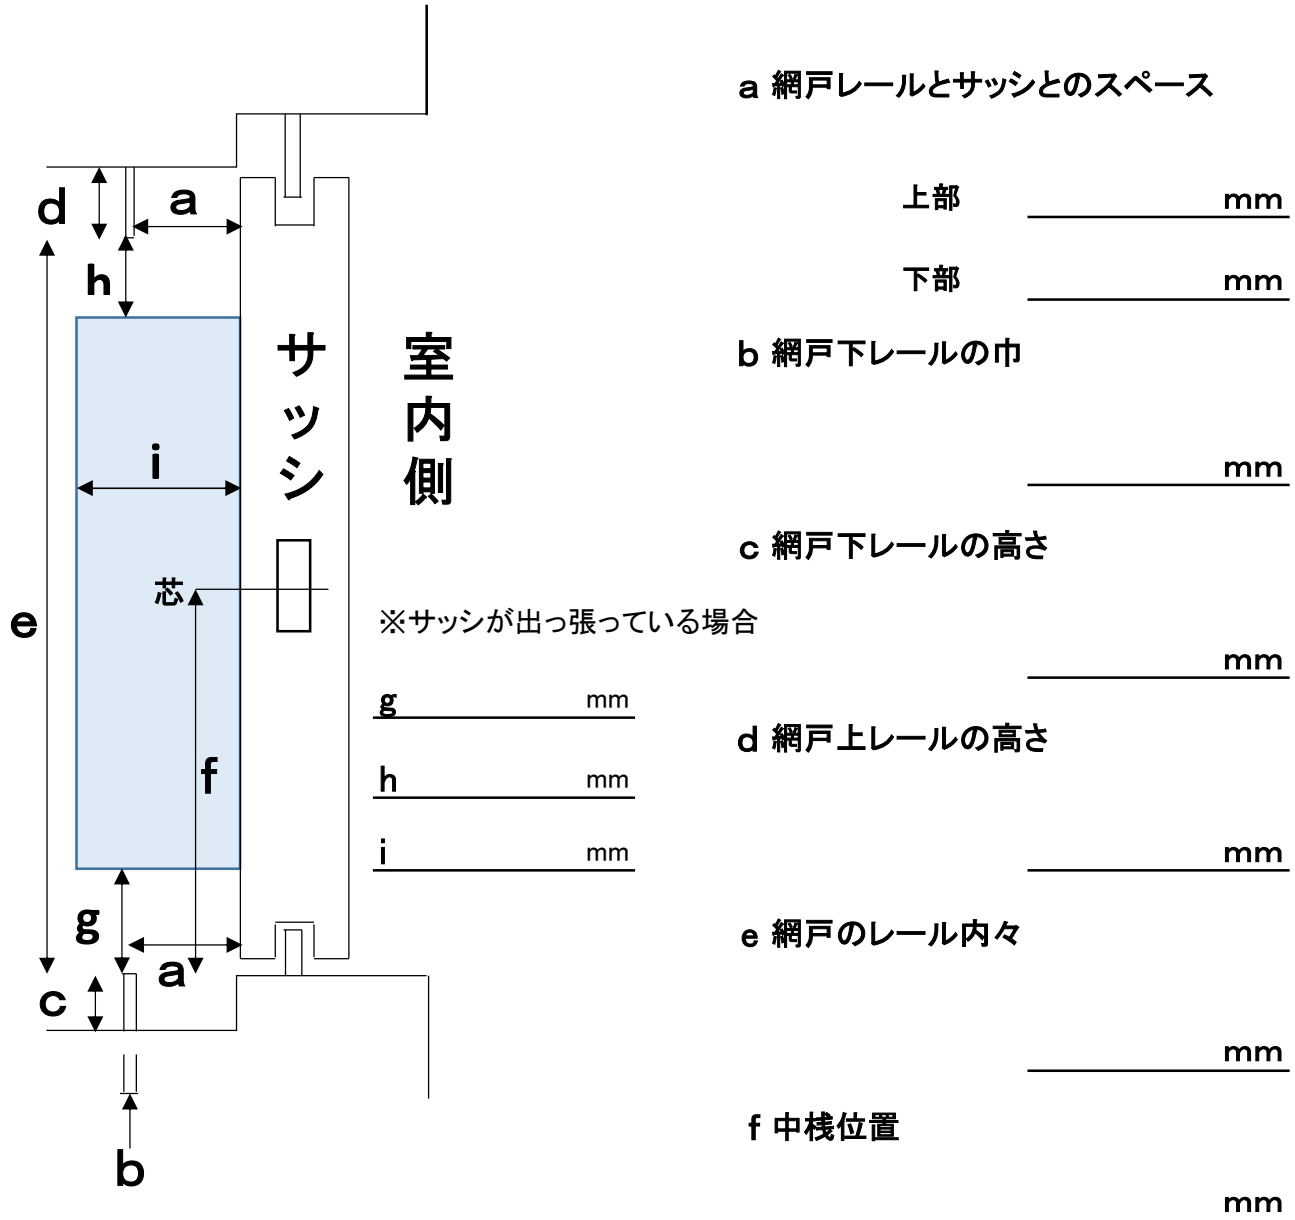 d
a
h
i
e
芯
f
g
a
c
b
サッシ
室内側
※サッシが出っ張っている場合
g mm
h mm
i mm
a 網戸レールとサッシとのスペース
上部 mm
下部 mm
b 網戸下レールの巾
mm
c 網戸下レールの高さ
mm
d 網戸上レールの高さ
mm
e 網戸のレール内々
mm
f 中桟位置
mm